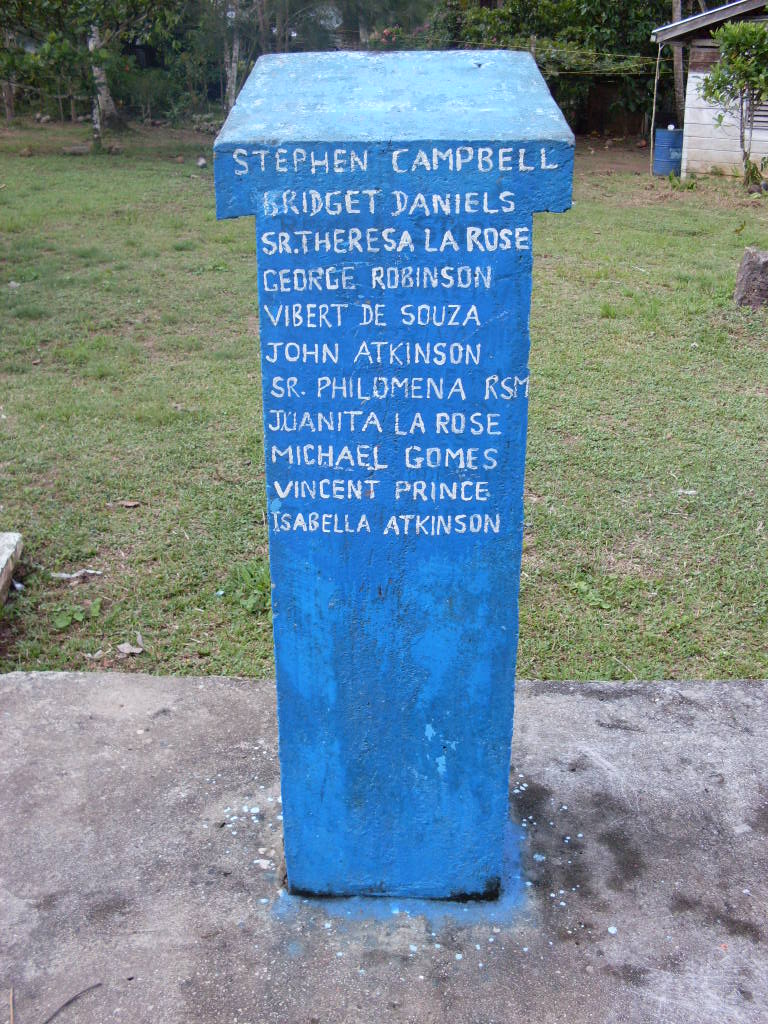 STEPHEN CAMPBELL
BRIDGET DANIELS
SR. THERESA LA ROSE
GEORGE ROBINSON
VIBERT DE SOUZA
JOHN ATKINSON
SR. PHILOMENA RSM
JUANITA LA ROSE
MICHAEL GOMES
VINCENT PRINCE
ISABELLA ATKINSON